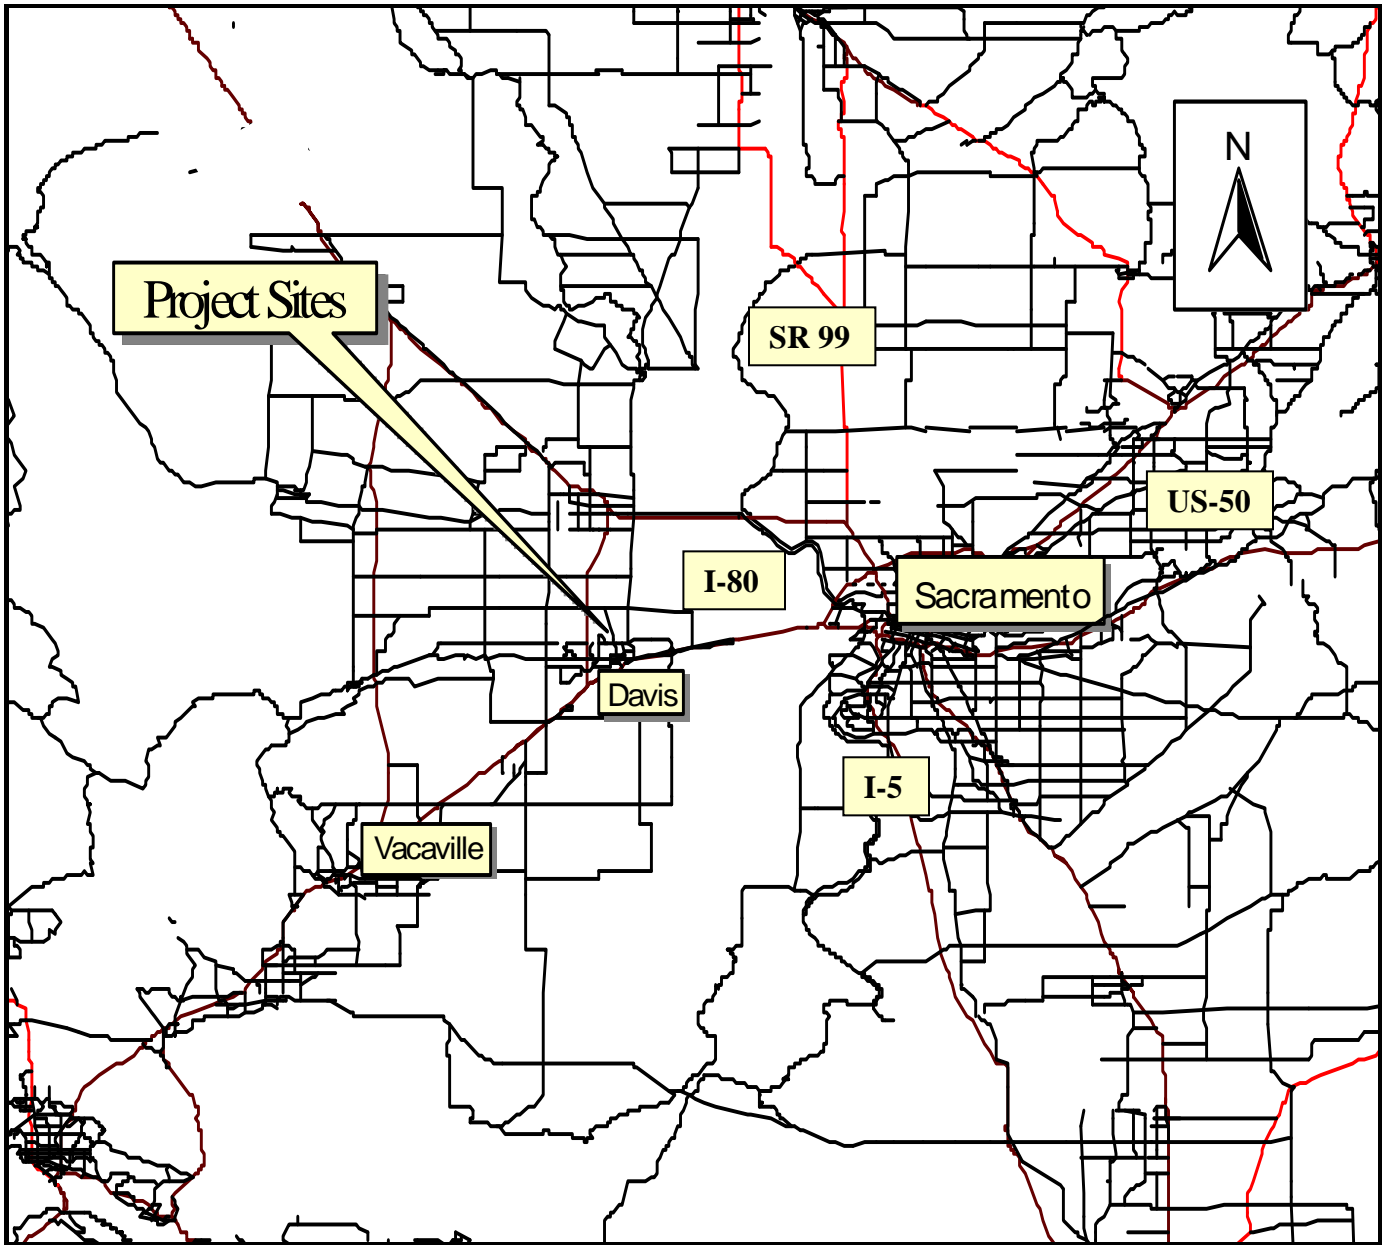 N
Project Sites
SR 99
US-50
I-80
Sacramento
Davis
I-5
Vacaville